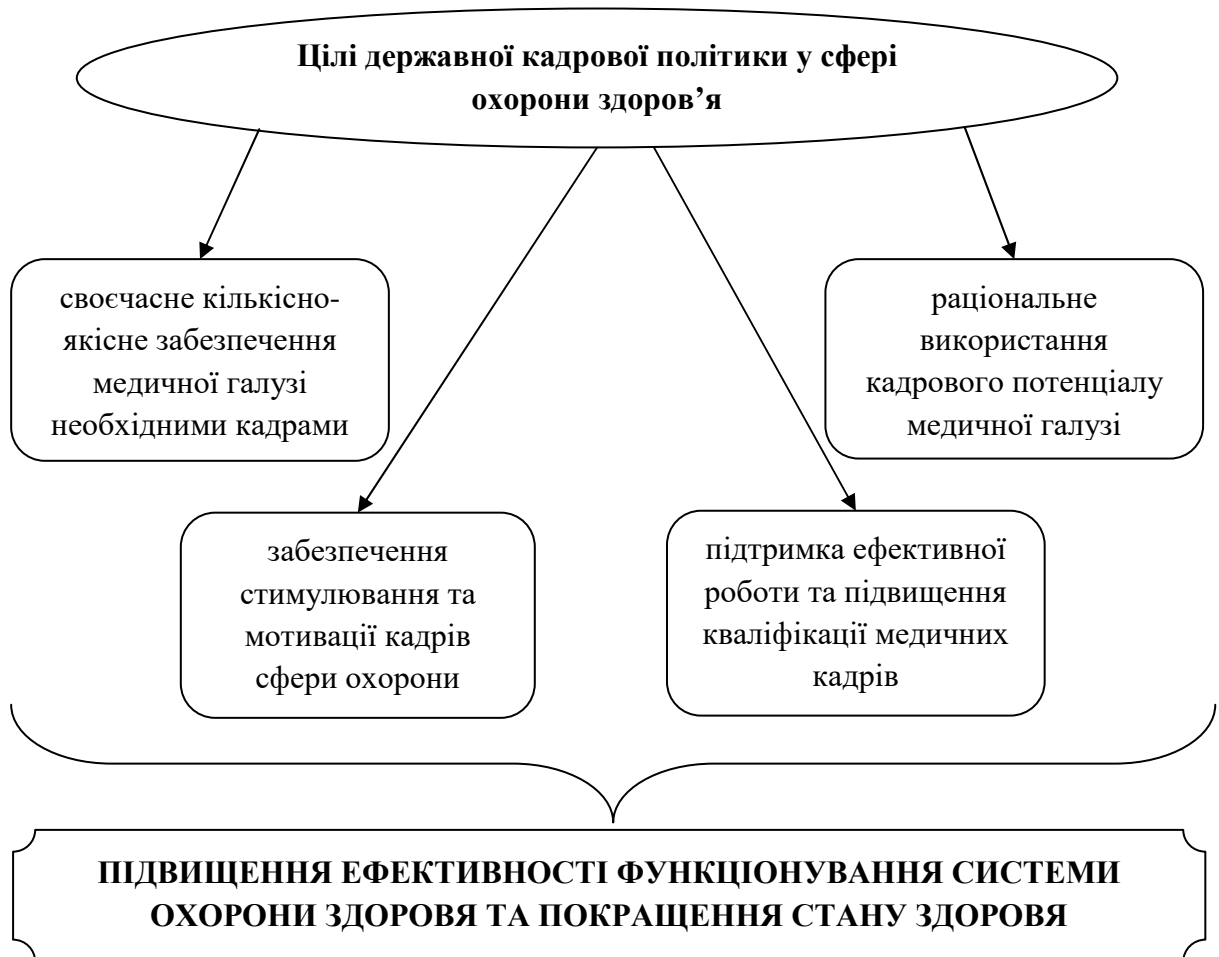 Цілі державної кадрової політики у сфері
охорони здоров’я
своєчасне кількісно-
якісне забезпечення
медичної галузі
необхідними кадрами
раціональне
використання
кадрового потенціалу
медичної галузі
забезпечення
стимулювання та
мотивації кадрів
сфери охорони
підтримка ефективної
роботи та підвищення
кваліфікації медичних
кадрів
ПІДВИЩЕННЯ ЕФЕКТИВНОСТІ ФУНКЦІОНУВАННЯ СИСТЕМИ
ОХОРОНИ ЗДОРОВЯ ТА ПОКРАЩЕННЯ СТАНУ ЗДОРОВЯ